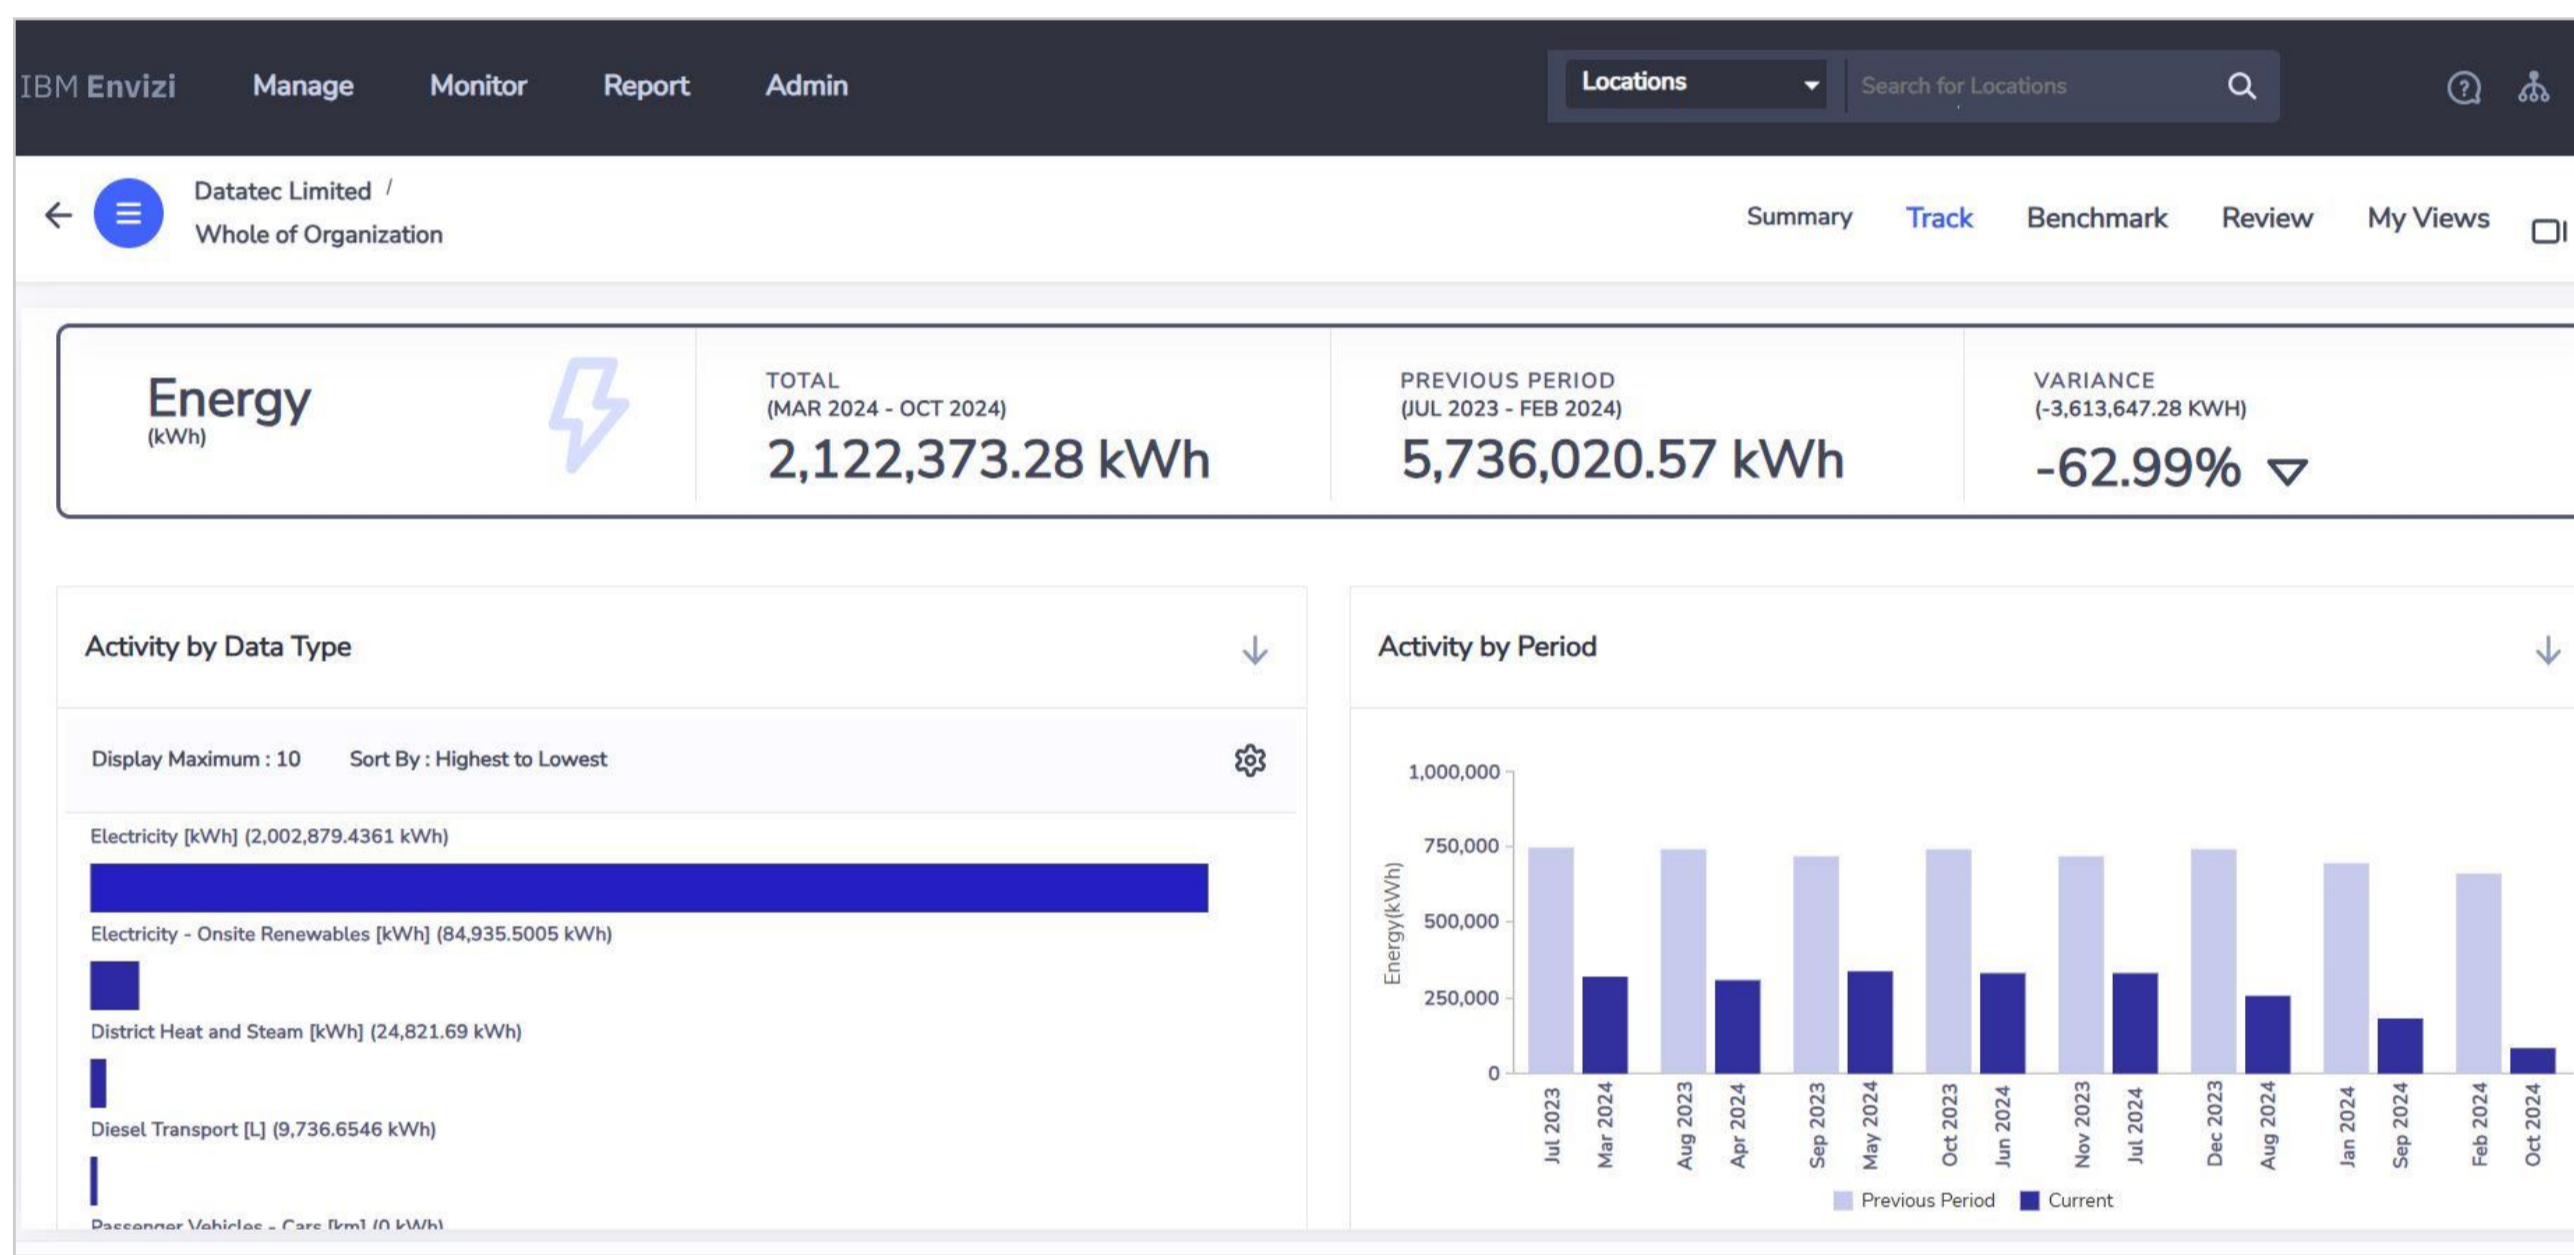 IBM Envizi Manage Monitor Report Admin Locations Search for Locations
Datatec Limited /
Whole of Organization
Summary Track Benchmark Review My Views
Energy
(kWh)
TOTAL
(MAR 2024 - OCT 2024)
2,122,373.28 kWh
PREVIOUS PERIOD
(JUL 2023 - FEB 2024)
5,736,020.57 kWh
VARIANCE
(-3,613,647.28 KWH)
-62.99%
Activity by Data Type
Display Maximum : 10 Sort By : Highest to Lowest
Electricity [kWh] (2,002,879.4361 kWh)
Electricity - Onsite Renewables [kWh] (84,935.5005 kWh)
District Heat and Steam [kWh] (24,821.69 kWh)
Diesel Transport [L] (9,736.6546 kWh)
Passenger Vehicles - Cars [km] (0 kWh)
Activity by Period
Energy(kWh)
1,000,000
750,000
500,000
250,000
0
Jul 2023
Mar 2024
Aug 2023
Apr 2024
Sep 2023
May 2024
Oct 2023
Jun 2024
Nov 2023
Jul 2024
Dec 2023
Aug 2024
Jan 2024
Sep 2024
Feb 2024
Oct 2024
Previous Period Current